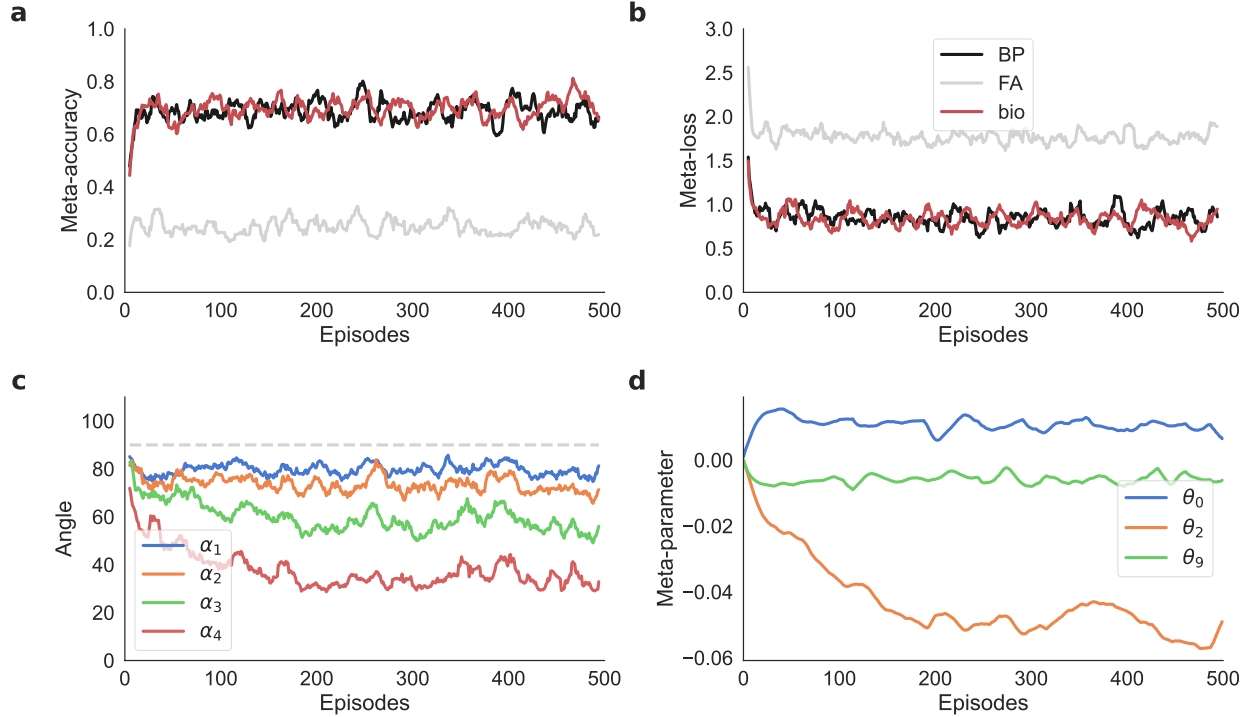 a
1.0
0.8
0.6
0.4
0.2
0.0
Meta-accuracy
0
100
200
300
400
500
Episodes
b
3.0
2.5
2.0
1.5
1.0
0.5
0.0
Meta-loss
BP
FA
bio
0
100
200
300
400
500
Episodes
c
100
80
60
40
20
0
Angle
α₁
α₂
α₃
α₄
0
100
200
300
400
500
Episodes
d
0.00
−0.02
−0.04
−0.06
Meta-parameter
θ₀
θ₂
θ₉
0
100
200
300
400
500
Episodes